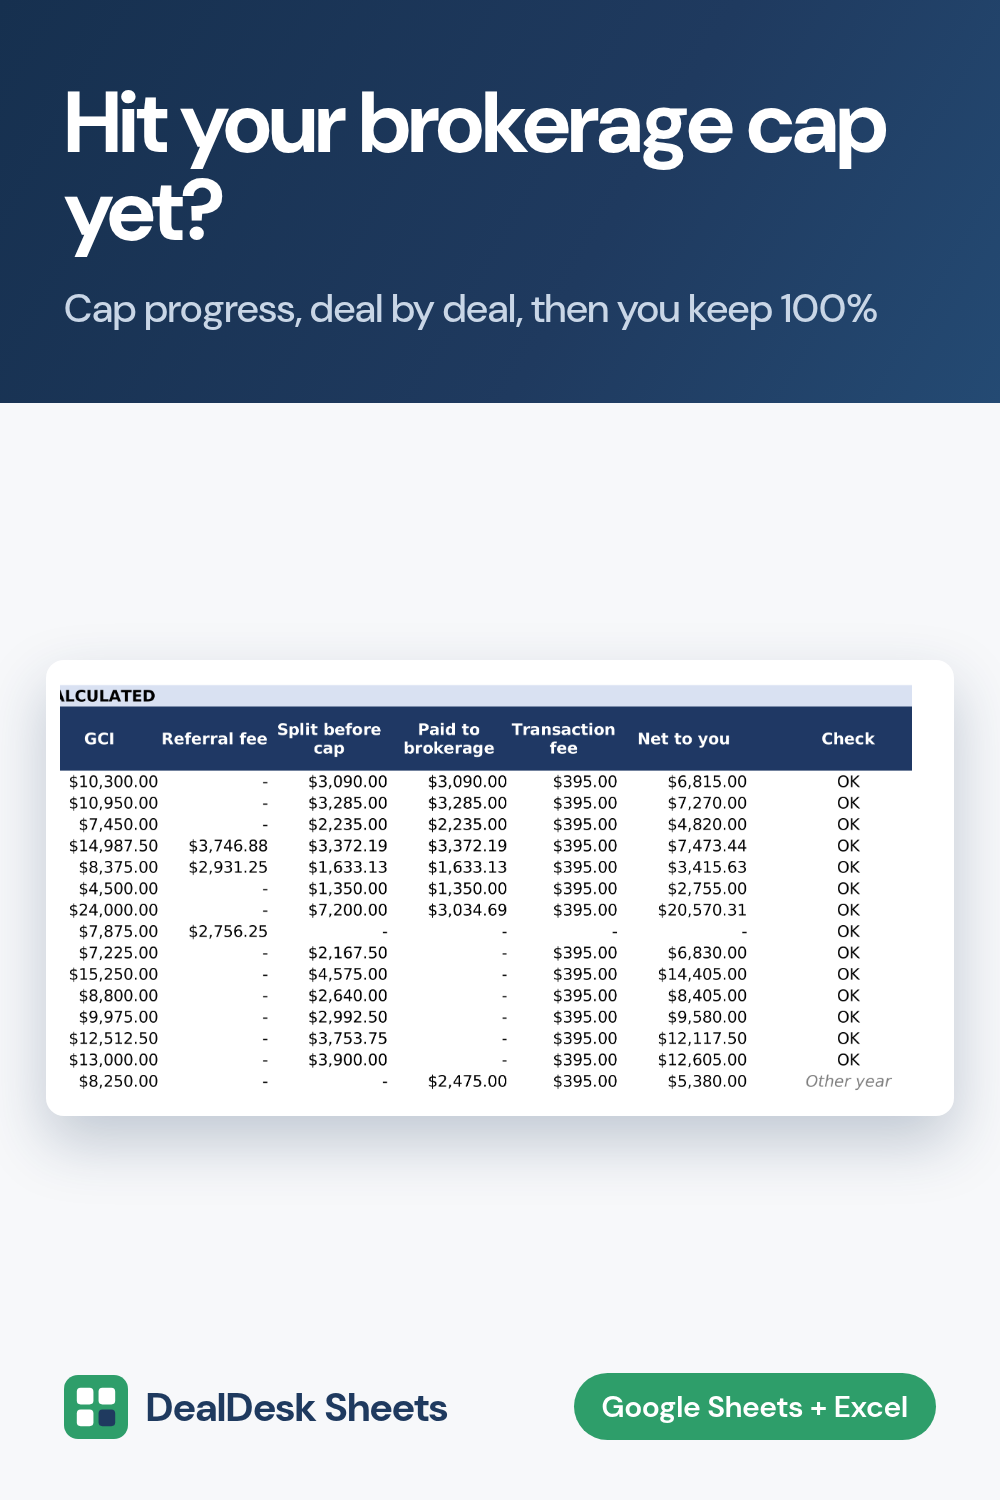 Hit your brokerage cap
yet?
Cap progress, deal by deal, then you keep 100%
ALCULATED
GCI Referral fee Split before cap Paid to brokerage Transaction fee Net to you Check
$10,300.00 - $3,090.00 $3,090.00 $395.00 $6,815.00 OK
$10,950.00 - $3,285.00 $3,285.00 $395.00 $7,270.00 OK
$7,450.00 - $2,235.00 $2,235.00 $395.00 $4,820.00 OK
$14,987.50 $3,746.88 $3,372.19 $3,372.19 $395.00 $7,473.44 OK
$8,375.00 $2,931.25 $1,633.13 $1,633.13 $395.00 $3,415.63 OK
$4,500.00 - $1,350.00 $1,350.00 $395.00 $2,755.00 OK
$24,000.00 - $7,200.00 $3,034.69 $395.00 $20,570.31 OK
$7,875.00 $2,756.25 - - - - OK
$7,225.00 - $2,167.50 - $395.00 $6,830.00 OK
$15,250.00 - $4,575.00 - $395.00 $14,405.00 OK
$8,800.00 - $2,640.00 - $395.00 $8,405.00 OK
$9,975.00 - $2,992.50 - $395.00 $9,580.00 OK
$12,512.50 - $3,753.75 - $395.00 $12,117.50 OK
$13,000.00 - $3,900.00 - $395.00 $12,605.00 OK
$8,250.00 - - $2,475.00 $395.00 $5,380.00 Other year
DealDesk Sheets
Google Sheets + Excel